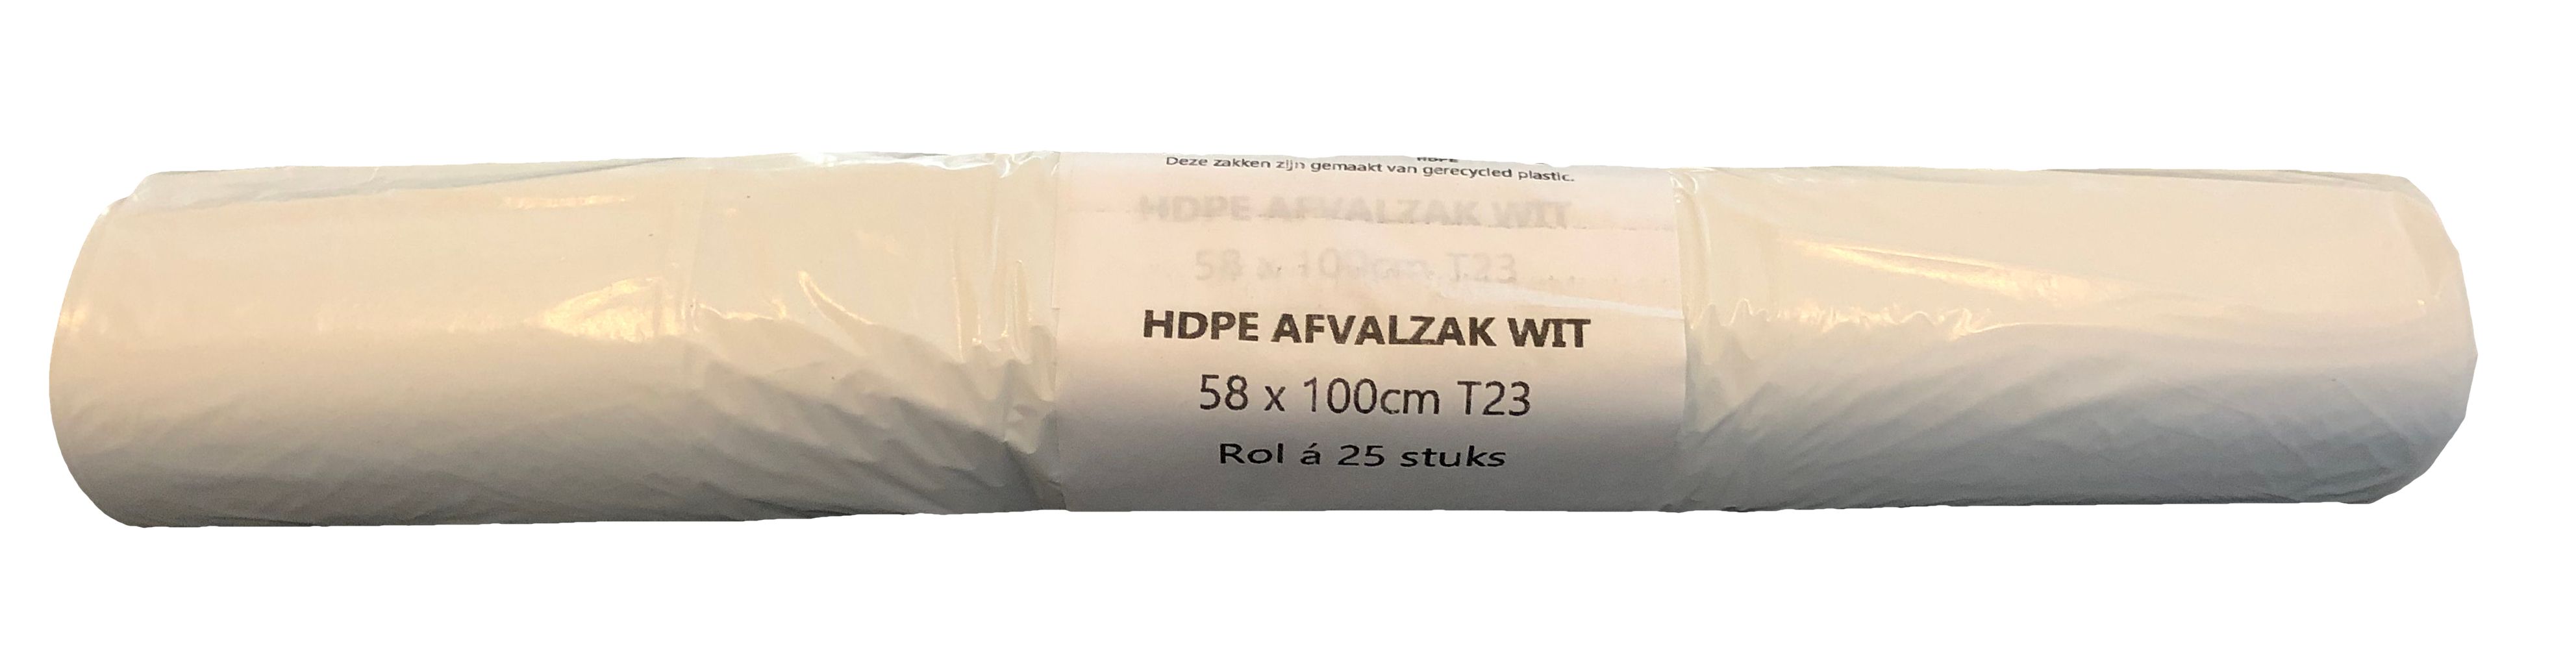 HDPE
Deze zakken zijn gemaakt van gerecycled plastic.
HDPE AFVALZAK WIT
58 x 100cm T23
HDPE AFVALZAK WIT
58 x 100cm T23
Rol á 25 stuks